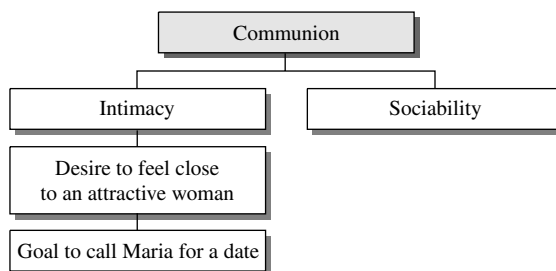 Communion
Intimacy
Sociability
Desire to feel close
to an attractive woman
Goal to call Maria for a date